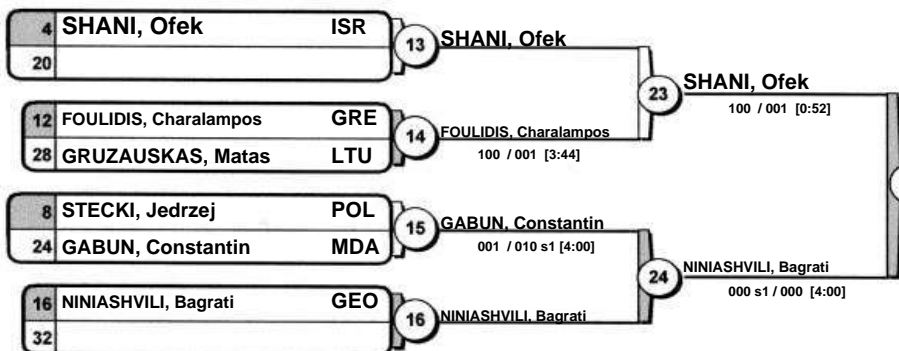 4 SHANI, Ofek ISR
20
13 SHANI, Ofek
12 FOULIDIS, Charalampos GRE
28 GRUZAUSKAS, Matas LTU
14 FOULIDIS, Charalampos
100 / 001 [3:44]
23 SHANI, Ofek
100 / 001 [0:52]
8 STECKI, Jedrzej POL
24 GABUN, Constantin MDA
15 GABUN, Constantin
001 / 010 s1 [4:00]
16 NINIASHVILI, Bagrati GEO
32
16 NINIASHVILI, Bagrati
24 NINIASHVILI, Bagrati
000 s1 / 000 [4:00]